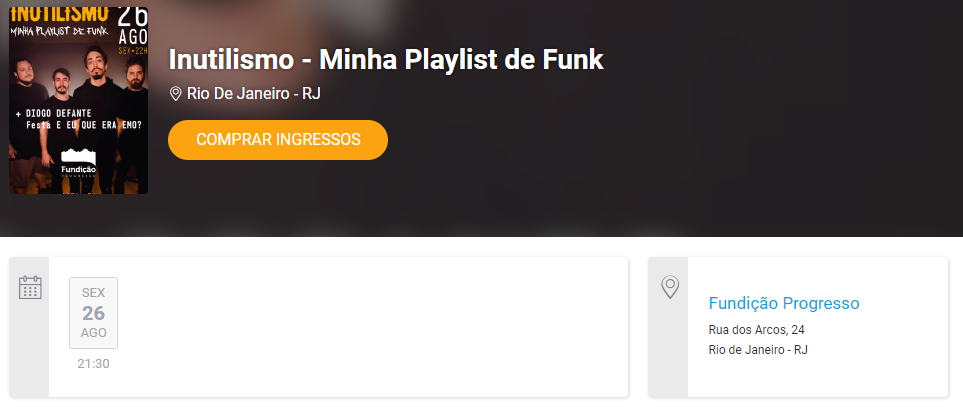 INUTILISMO
MINHA PLAYLIST DE FUNK
26
AGO
SEX•22H
+ DIOGO DEFANTE
Festa E EU QUE ERA EMO?
Fundição
PROGRESSO
Inutilismo - Minha Playlist de Funk
Rio De Janeiro - RJ
COMPRAR INGRESSOS
SEX
26
AGO
21:30
Fundição Progresso
Rua dos Arcos, 24
Rio de Janeiro - RJ